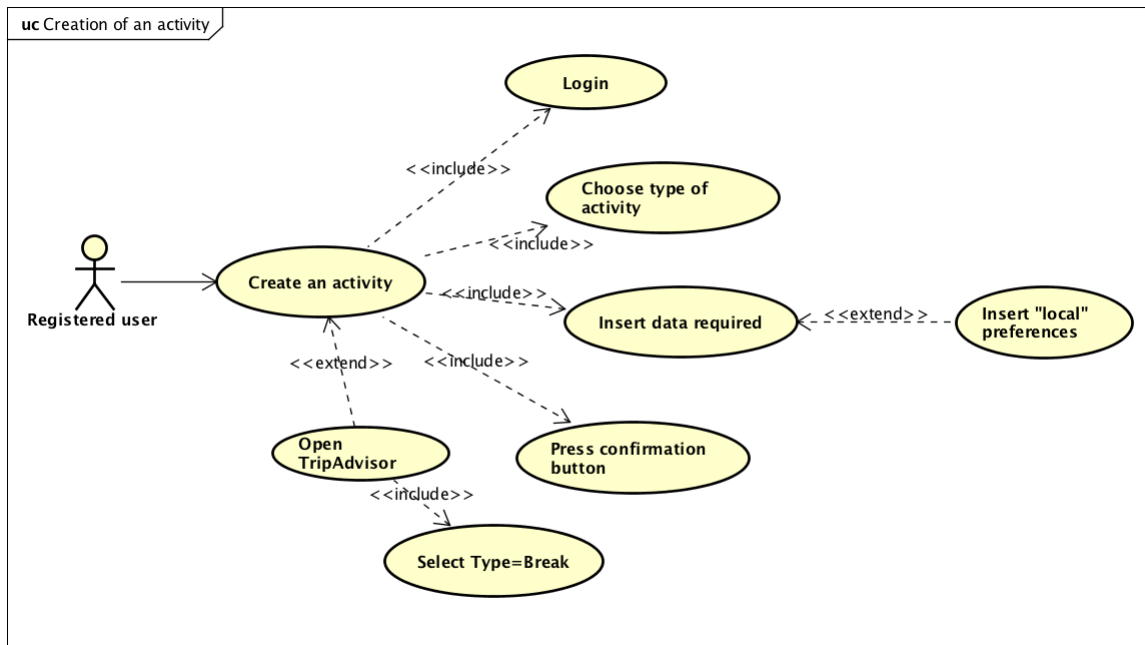 uc Creation of an activity
Login
<<include>>
Choose type of
activity
<<include>>
Create an activity
Registered user
<<include>>
Insert data required
<<extend>>
Insert "local"
preferences
<<extend>>
<<include>>
Open
TripAdvisor
Press confirmation
button
<<include>>
Select Type=Break